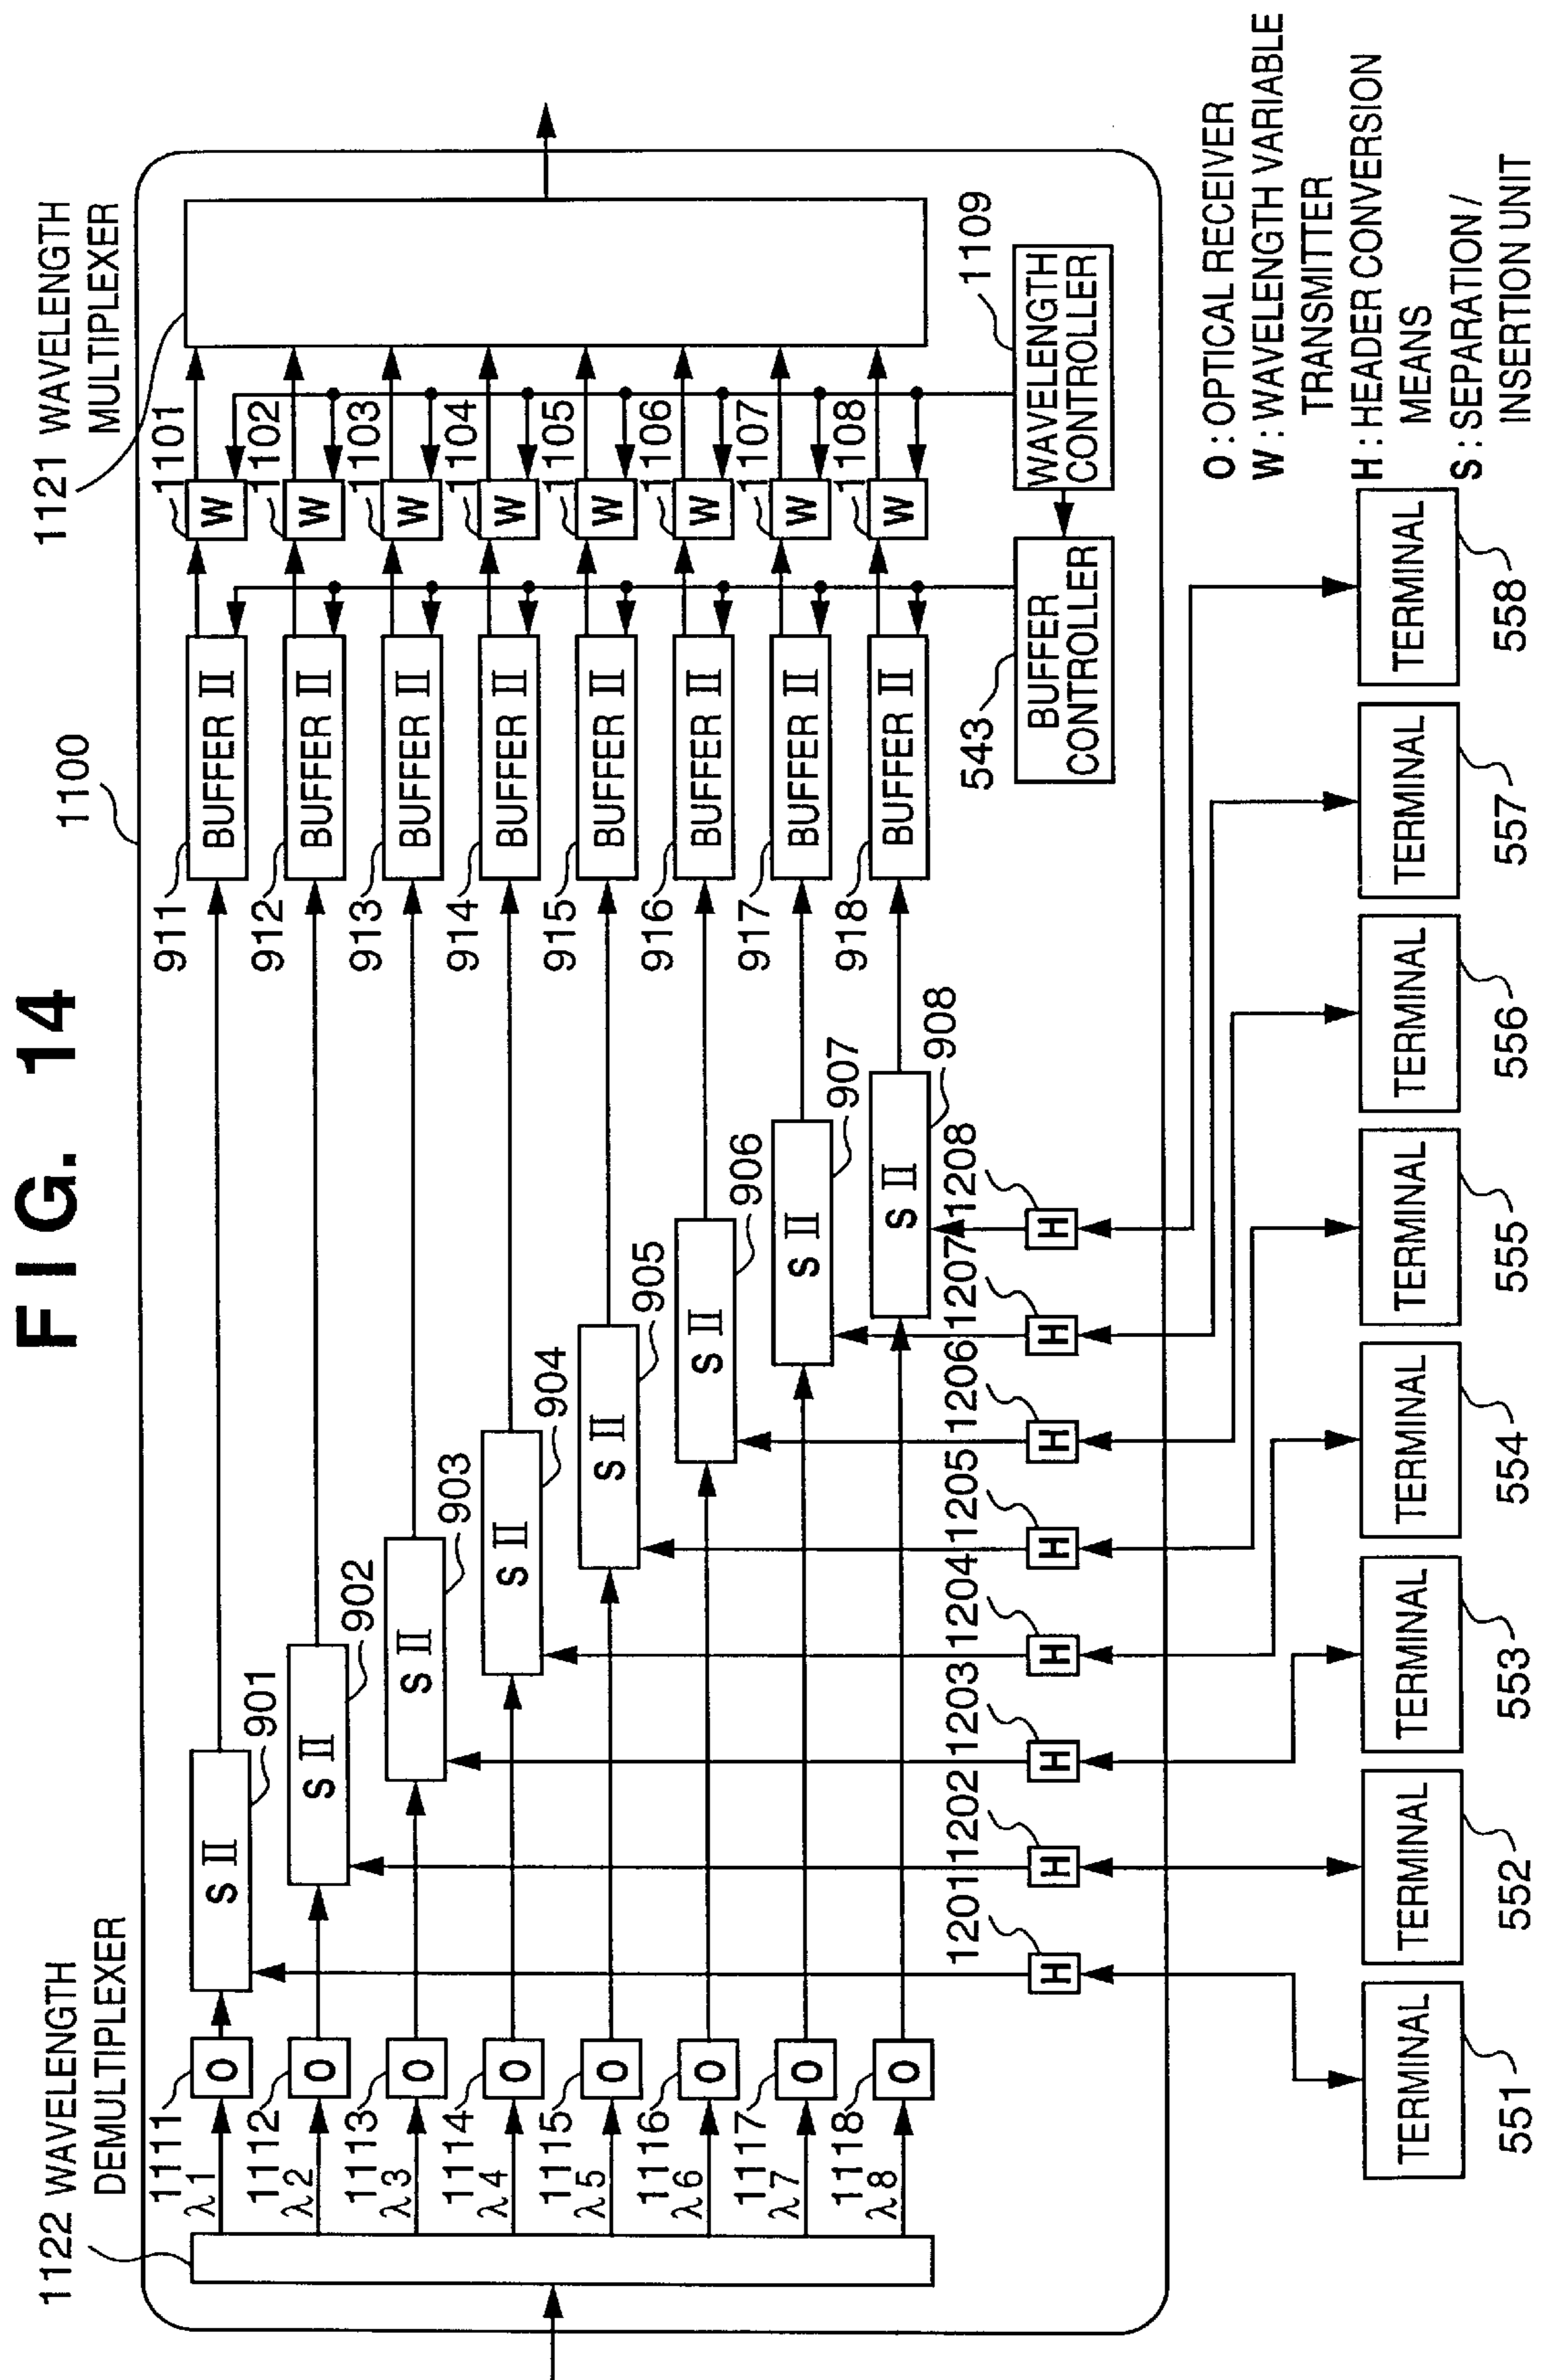 FIG. 14
1100
1122 WAVELENGTH
DEMULTIPLEXER
1121 WAVELENGTH
MULTIPLEXER
1111
λ1
O
S II
901
911
BUFFER II
1101
W
1112
λ2
O
S II
902
912
BUFFER II
1102
W
1113
λ3
O
S II
903
913
BUFFER II
1103
W
1114
λ4
O
S II
904
914
BUFFER II
1104
W
1115
λ5
O
S II
905
915
BUFFER II
1105
W
1116
λ6
O
S II
906
916
BUFFER II
1106
W
1117
λ7
O
S II
907
917
BUFFER II
1107
W
1118
λ8
O
S II
908
918
BUFFER II
1108
W
1201
H
1202
H
1203
H
1204
H
1205
H
1206
H
1207
H
1208
H
543
BUFFER
CONTROLLER
1109
WAVELENGTH
CONTROLLER
TERMINAL
551
TERMINAL
552
TERMINAL
553
TERMINAL
554
TERMINAL
555
TERMINAL
556
TERMINAL
557
TERMINAL
558
O : OPTICAL RECEIVER
W : WAVELENGTH VARIABLE
TRANSMITTER
H : HEADER CONVERSION
MEANS
S : SEPARATION /
INSERTION UNIT